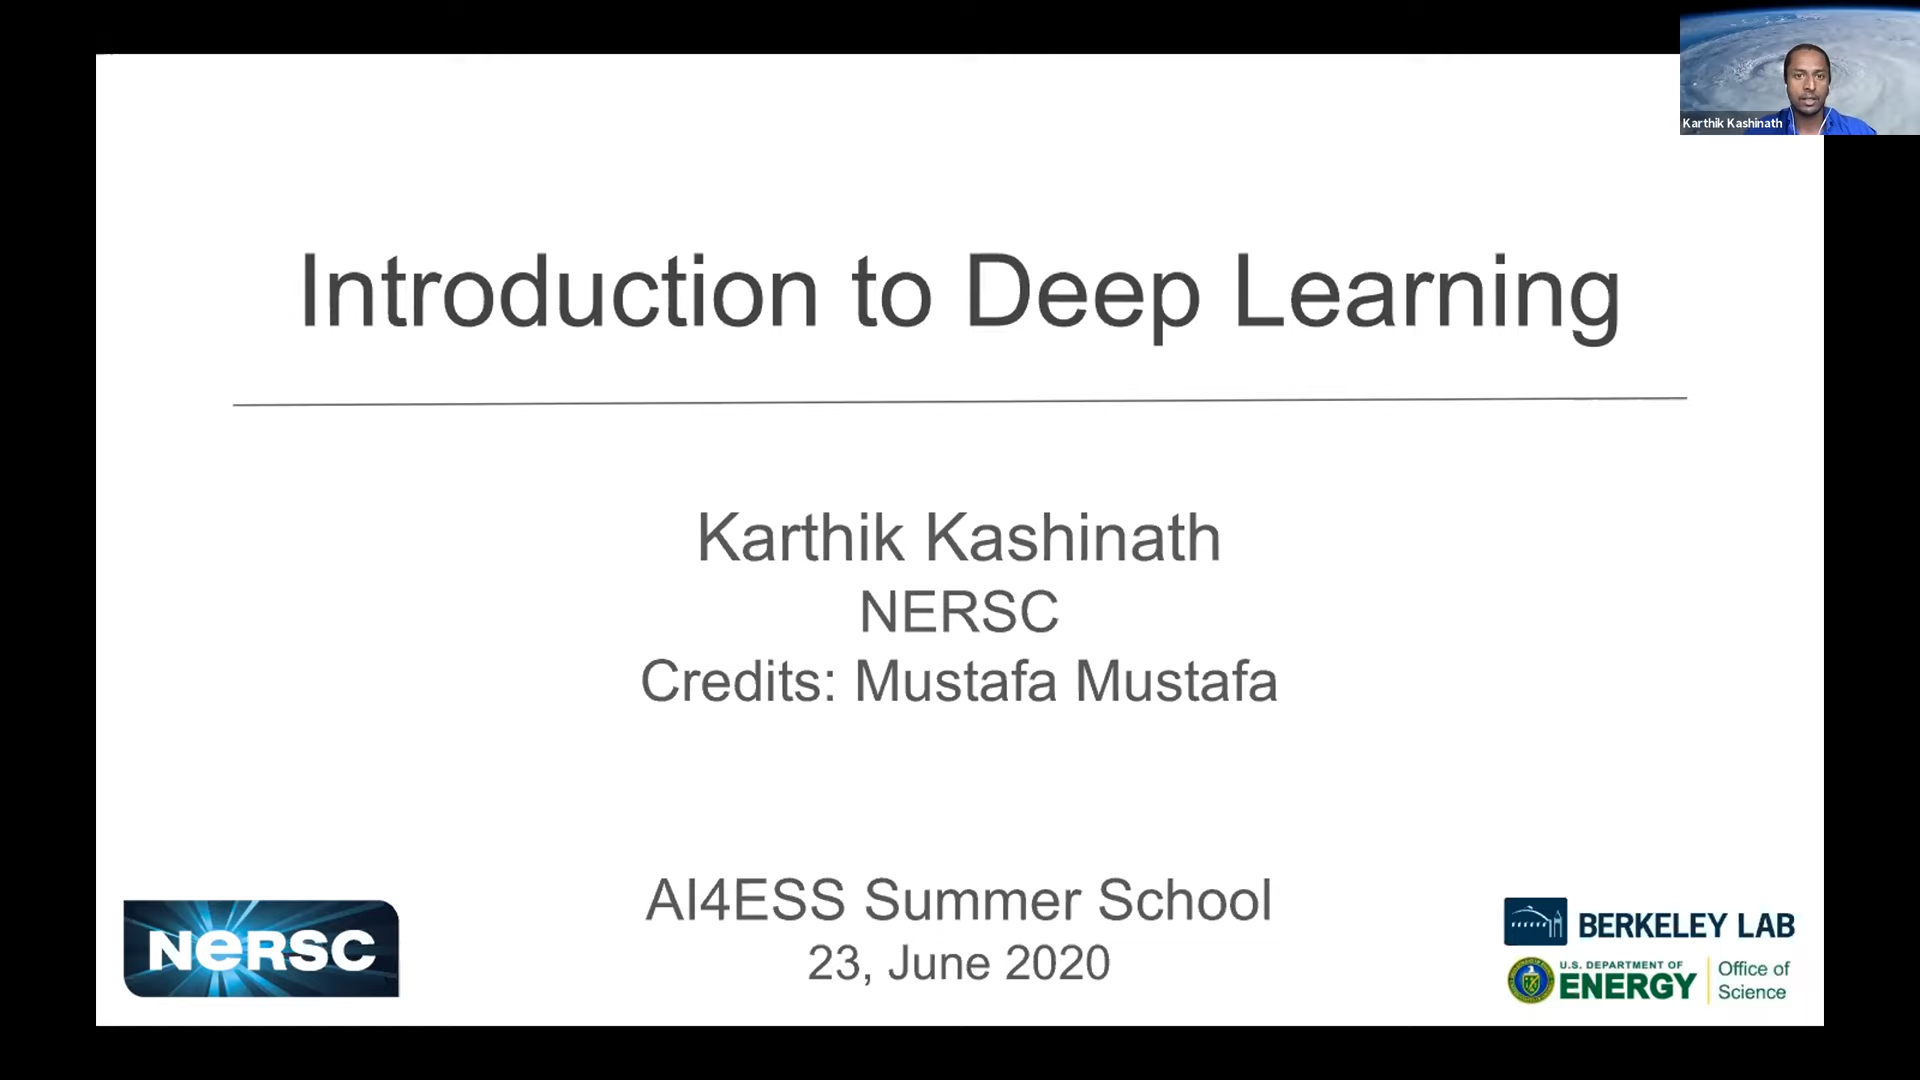 Karthik Kashinath
Introduction to Deep Learning
Karthik Kashinath
NERSC
Credits: Mustafa Mustafa
AI4ESS Summer School
23, June 2020
NeRSC
BERKELEY LAB
U.S. DEPARTMENT OF
ENERGY
Office of
Science